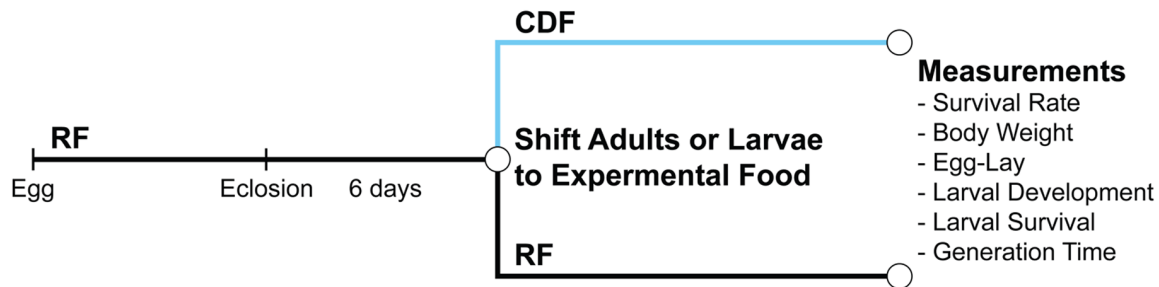 CDF
Measurements
- Survival Rate
- Body Weight
- Egg-Lay
- Larval Development
- Larval Survival
- Generation Time
RF
Shift Adults or Larvae
to Expermental Food
Egg
Eclosion
6 days
RF